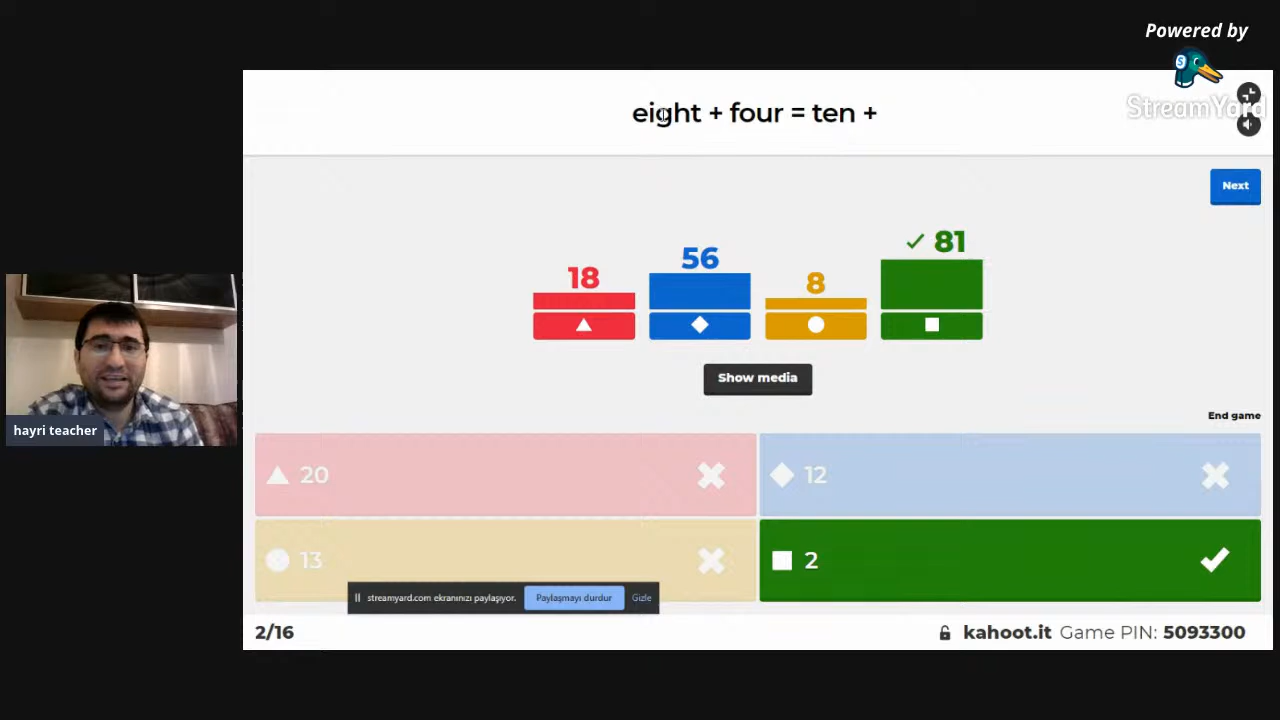 Powered by
StreamYard
eight + four = ten +
Next
18
56
8
81
Show media
End game
20
12
13
2
streamyard.com ekranınızı paylaşıyor.
Paylaşmayı durdur
Gizle
hayri teacher
2/16
kahoot.it Game PIN: 5093300